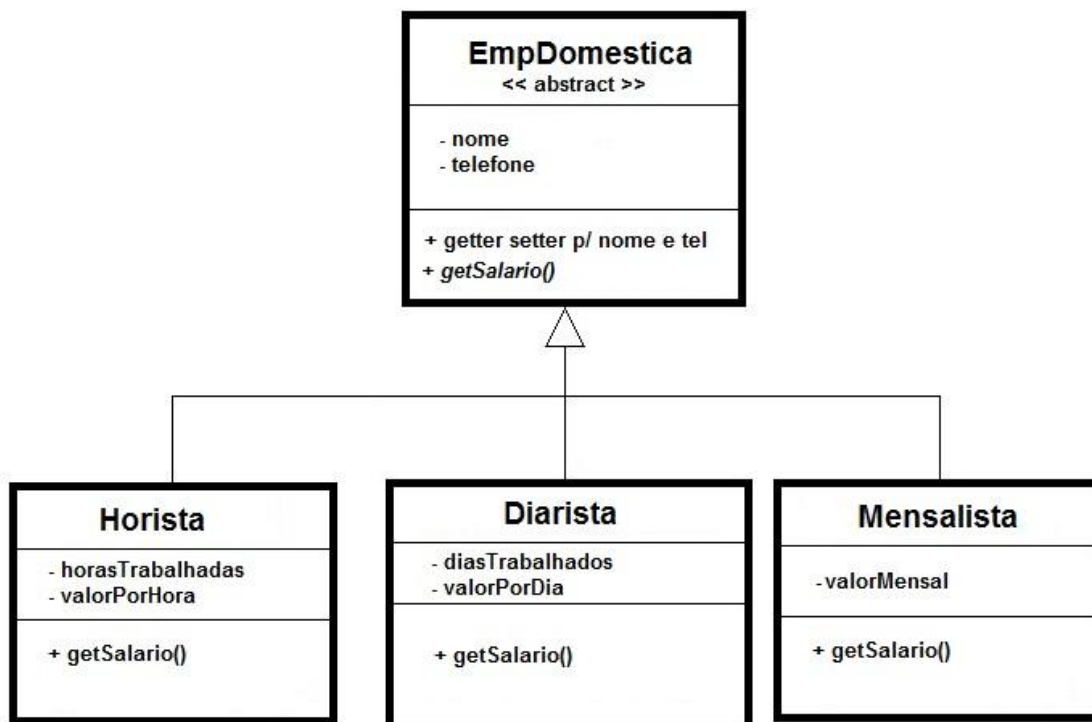 EmpDomestica
<< abstract >>
- nome
- telefone
+ getter setter p/ nome e tel
+ getSalario()
Horista
- horasTrabalhadas
- valorPorHora
+ getSalario()
Diarista
- diasTrabalhados
- valorPorDia
+ getSalario()
Mensalista
- valorMensal
+ getSalario()